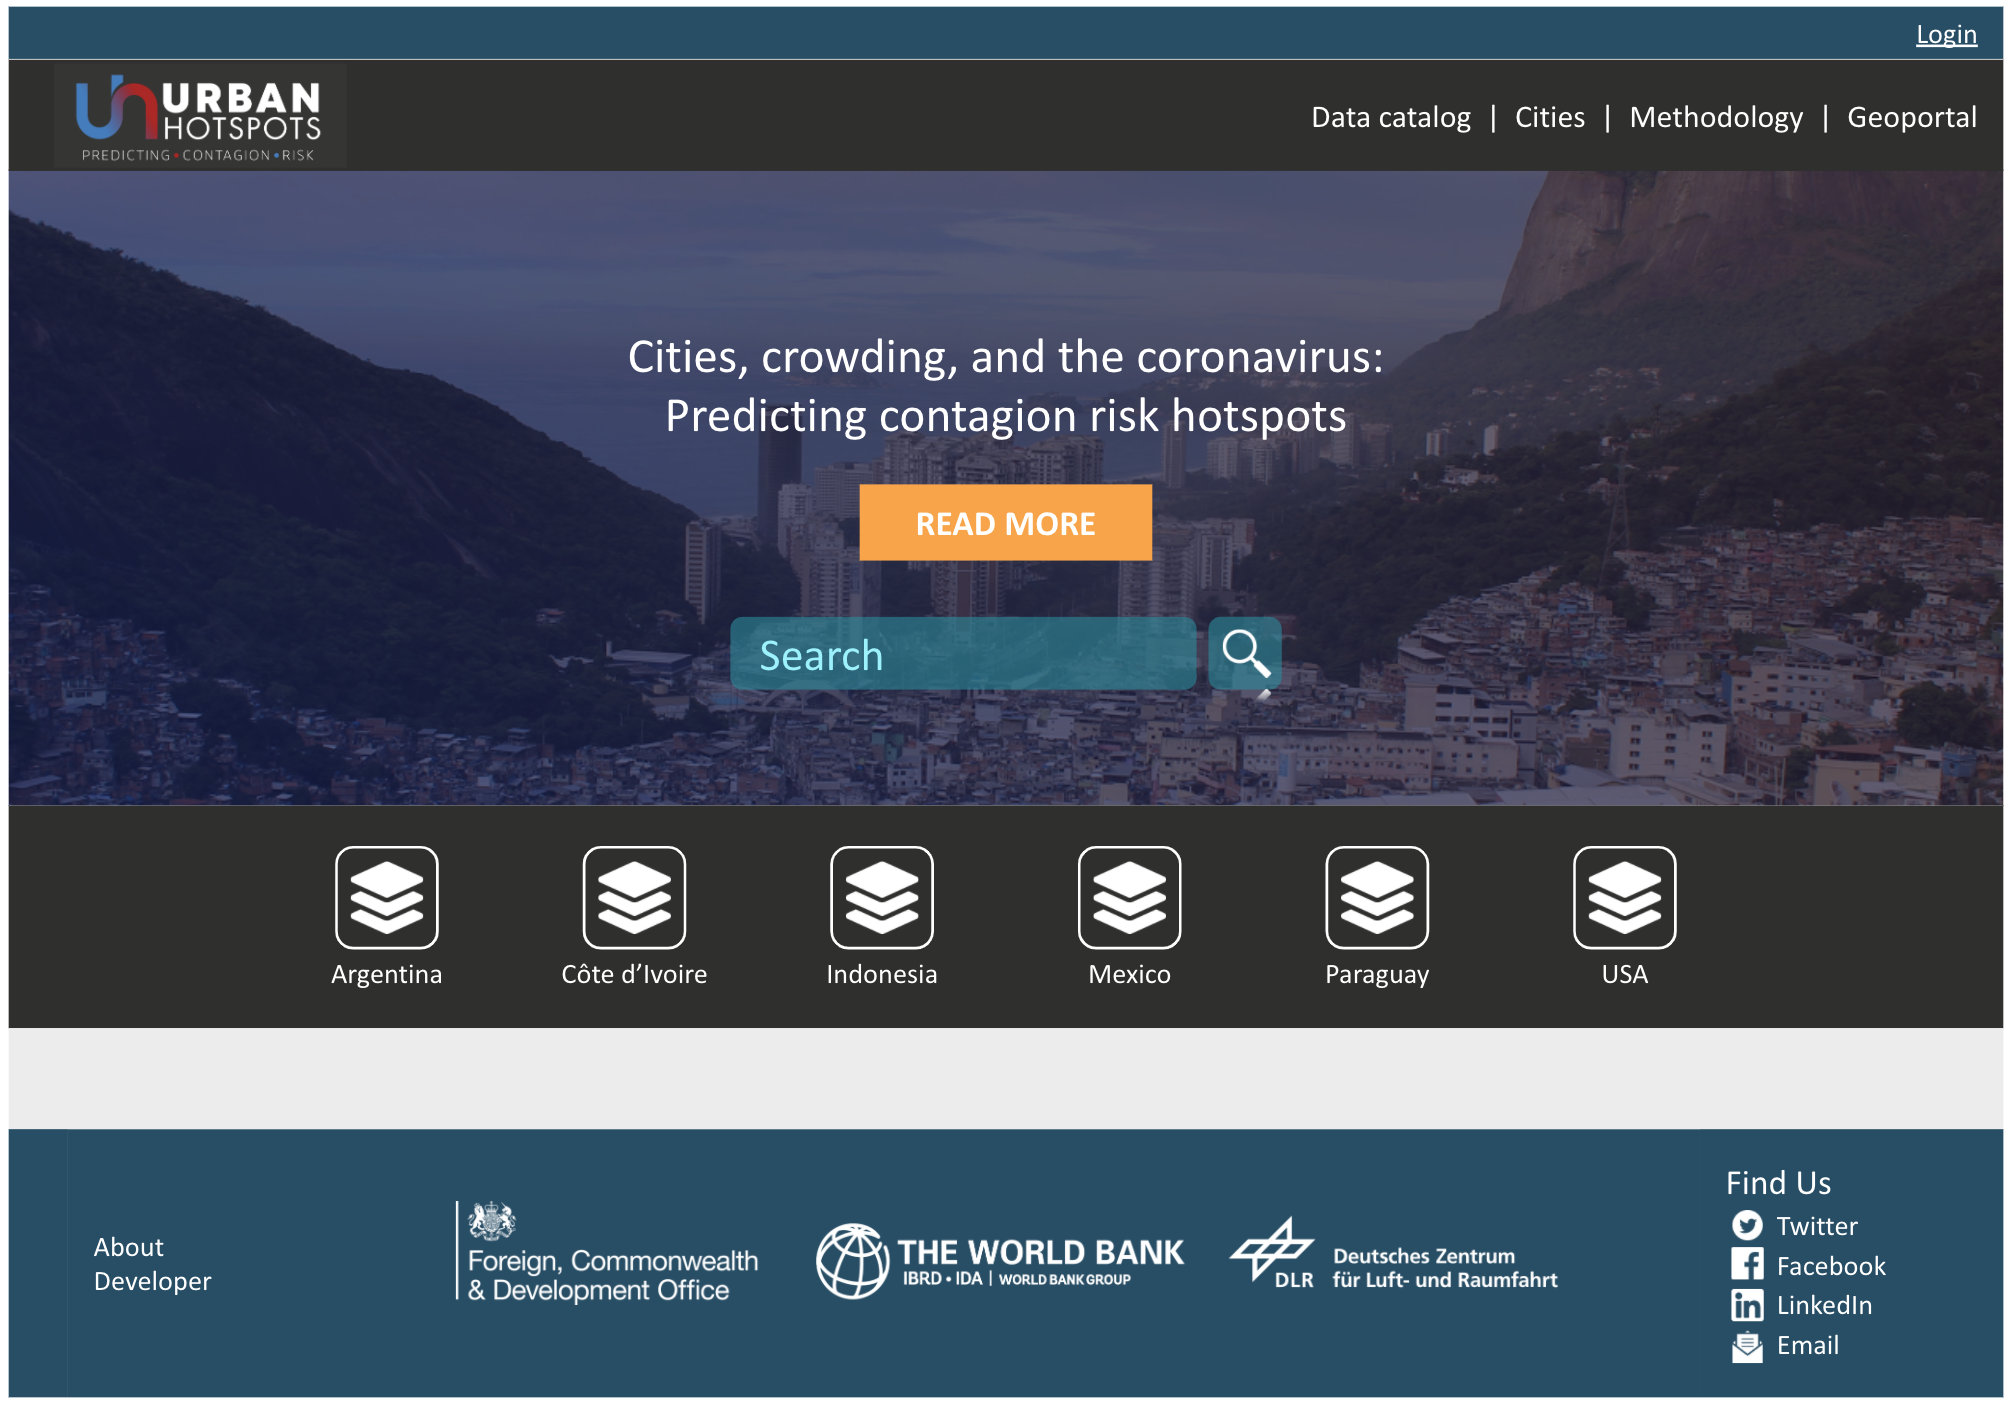 Login
URBAN
HOTSPOTS
PREDICTING • CONTAGION • RISK
Data catalog | Cities | Methodology | Geoportal
Cities, crowding, and the coronavirus:
Predicting contagion risk hotspots
READ MORE
Search
Argentina
Côte d’Ivoire
Indonesia
Mexico
Paraguay
USA
About
Developer
Foreign, Commonwealth
& Development Office
THE WORLD BANK
IBRD • IDA | WORLD BANK GROUP
DLR
Deutsches Zentrum
für Luft- und Raumfahrt
Find Us
Twitter
Facebook
LinkedIn
Email